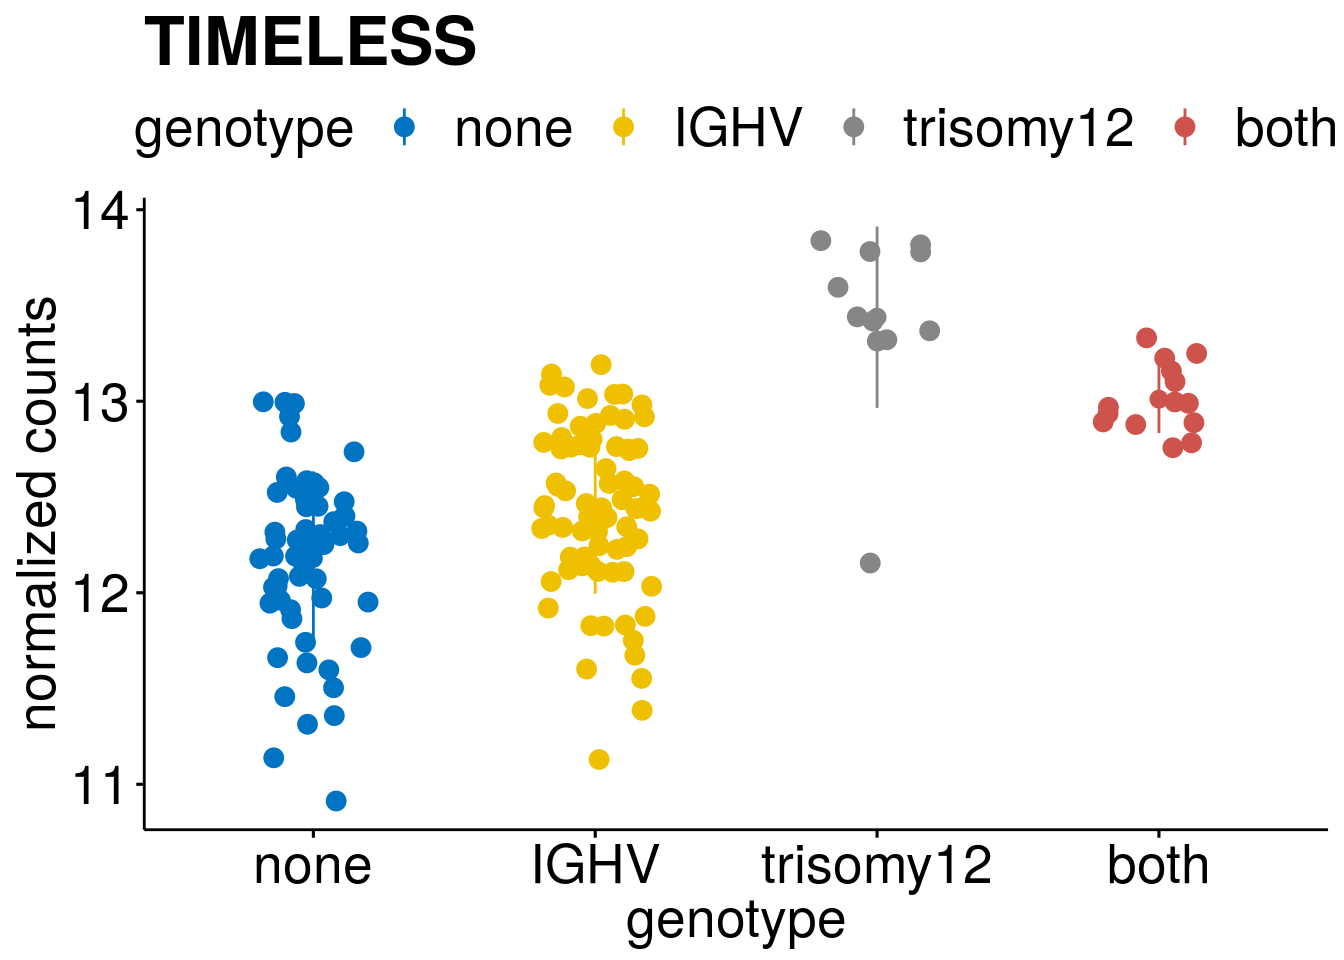 TIMELESS
genotype none IGHV trisomy12 both
14
13
12
11
normalized counts
none IGHV trisomy12 both
genotype